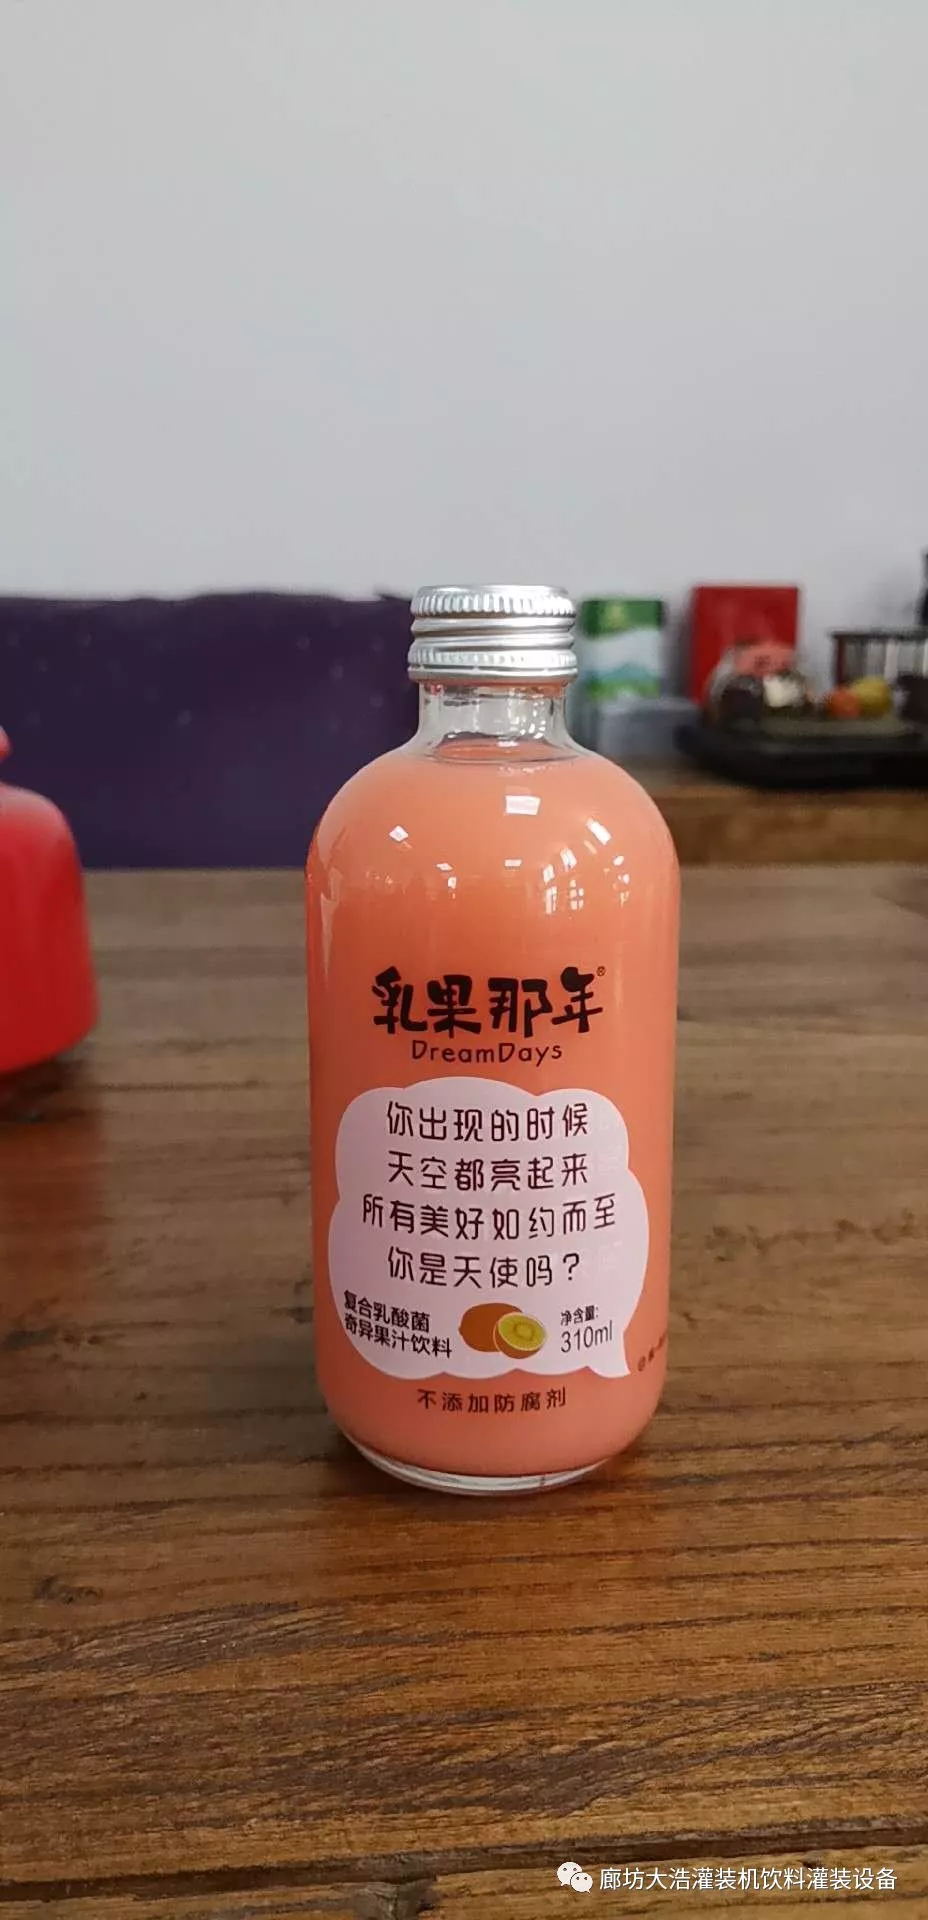 乳果那年®
DreamDays
你出现的时候
天空都亮起来
所有美好如约而至
你是天使吗？
复合乳酸菌
奇异果汁饮料
净含量:
310ml
不添加防腐剂
廊坊大浩灌装机饮料灌装设备